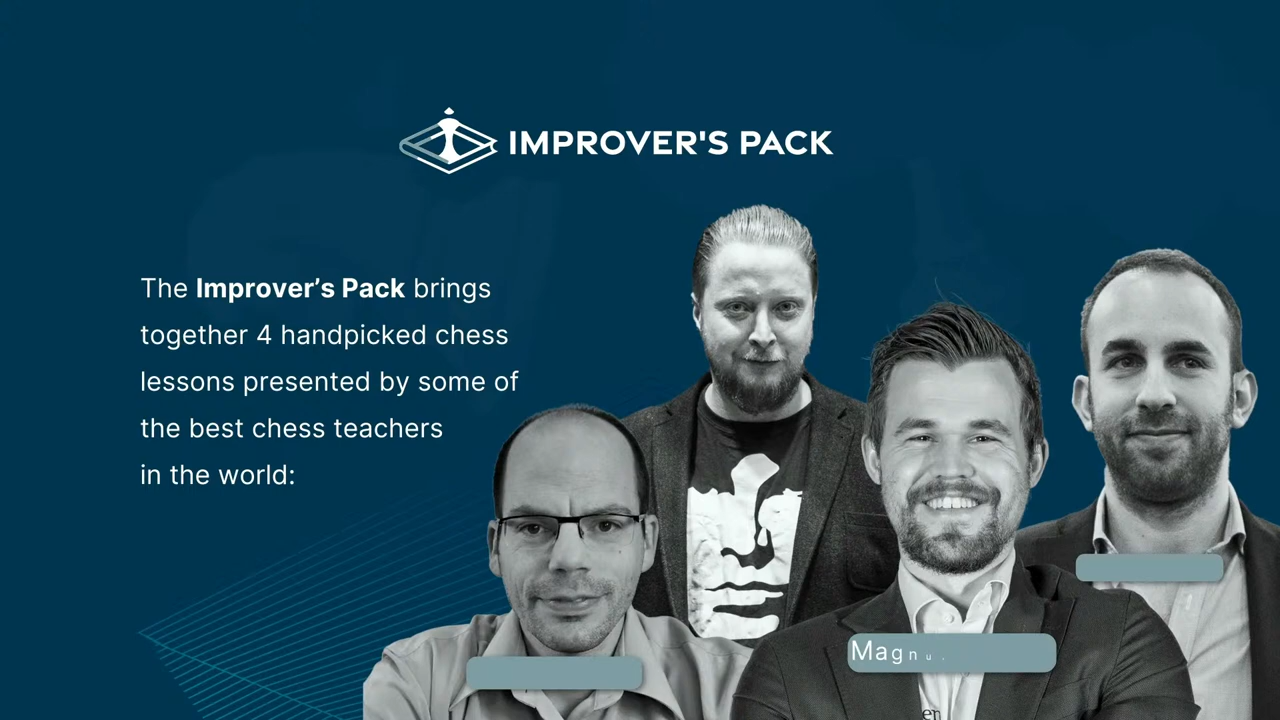 IMPROVER'S PACK
The Improver’s Pack brings
together 4 handpicked chess
lessons presented by some of
the best chess teachers
in the world:
Magnu